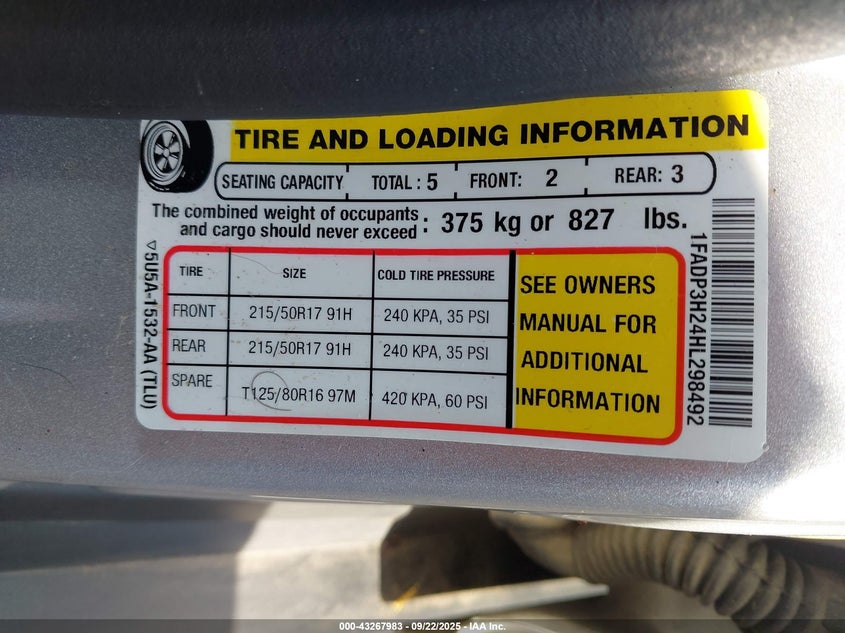 TIRE AND LOADING INFORMATION
SEATING CAPACITY TOTAL : 5 FRONT: 2 REAR: 3
The combined weight of occupants
and cargo should never exceed : 375 kg or 827 lbs.
TIRE SIZE COLD TIRE PRESSURE
FRONT 215/50R17 91H 240 KPA, 35 PSI
REAR 215/50R17 91H 240 KPA, 35 PSI
SPARE T125/80R16 97M 420 KPA, 60 PSI
SEE OWNERS
MANUAL FOR
ADDITIONAL
INFORMATION
▽5U5A-1532-AA (TLU)
1FADP3H24HL298492
000-43267983 - 09/22/2025 - IAA Inc.